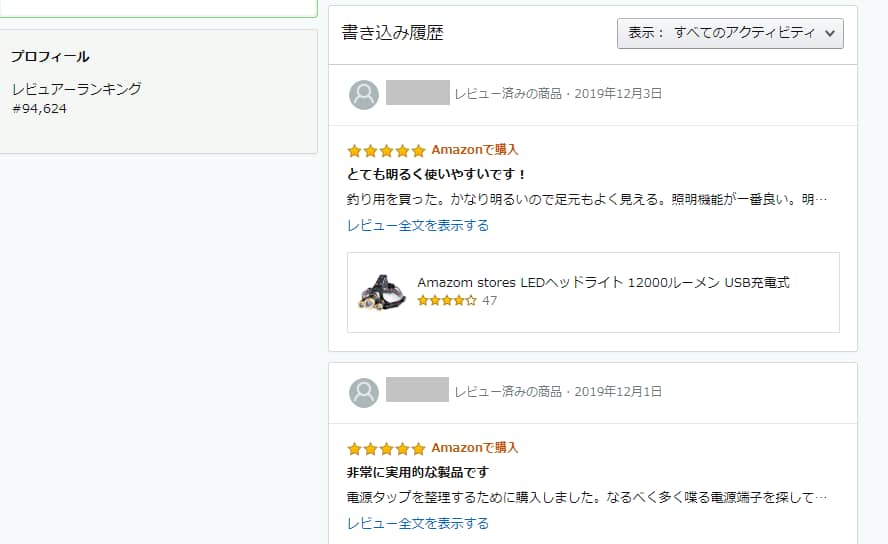 プロフィール
レビュアーランキング
#94,624
書き込み履歴
表示： すべてのアクティビティ
レビュー済みの商品・2019年12月3日
Amazonで購入
とても明るく使いやすいです！
釣り用を買った。かなり明るいので足元もよく見える。照明機能が一番良い。明…
レビュー全文を表示する
Amazom stores LEDヘッドライト 12000ルーメン USB充電式
47
レビュー済みの商品・2019年12月1日
Amazonで購入
非常に実用的な製品です
電源タップを整理するために購入しました。なるべく多く喋る電源端子を探して…
レビュー全文を表示する